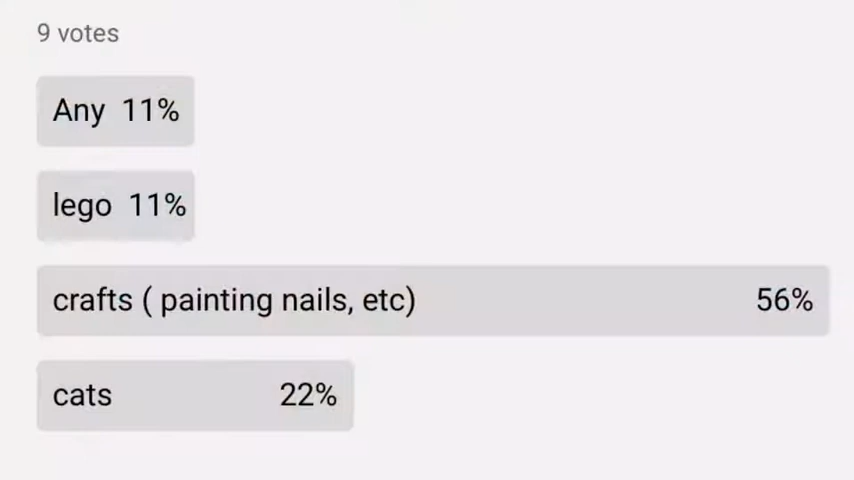 9 votes
Any 11%
lego 11%
crafts ( painting nails, etc) 56%
cats 22%